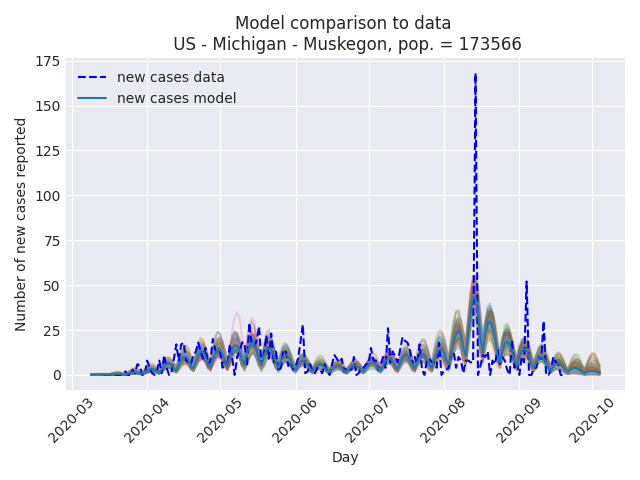 Model comparison to data
US - Michigan - Muskegon, pop. = 173566
new cases data
new cases model
Number of new cases reported
175
150
125
100
75
50
25
0
2020-03
2020-04
2020-05
2020-06
2020-07
2020-08
2020-09
2020-10
Day